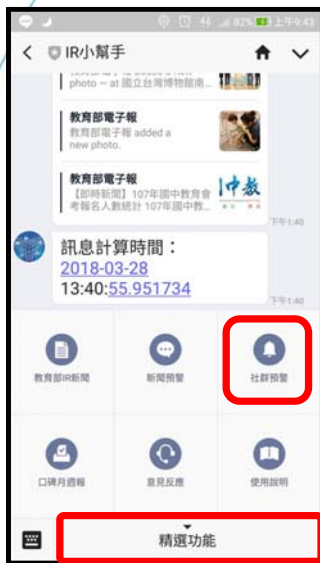 4G 82% 上午9:43
IR小幫手
photo – at 國立台灣博物館南...
教育部電子報
教育部電子報 added a
new photo.
教育部電子報
【即時新聞】107年國中教育會
考報名人數統計 107年國中教...
中教
下午1:40
訊息計算時間：
2018-03-28
13:40:55.951734
下午1:40
教育部IR新聞
新聞預警
社群預警
口碑月週報
意見反應
使用說明
精選功能